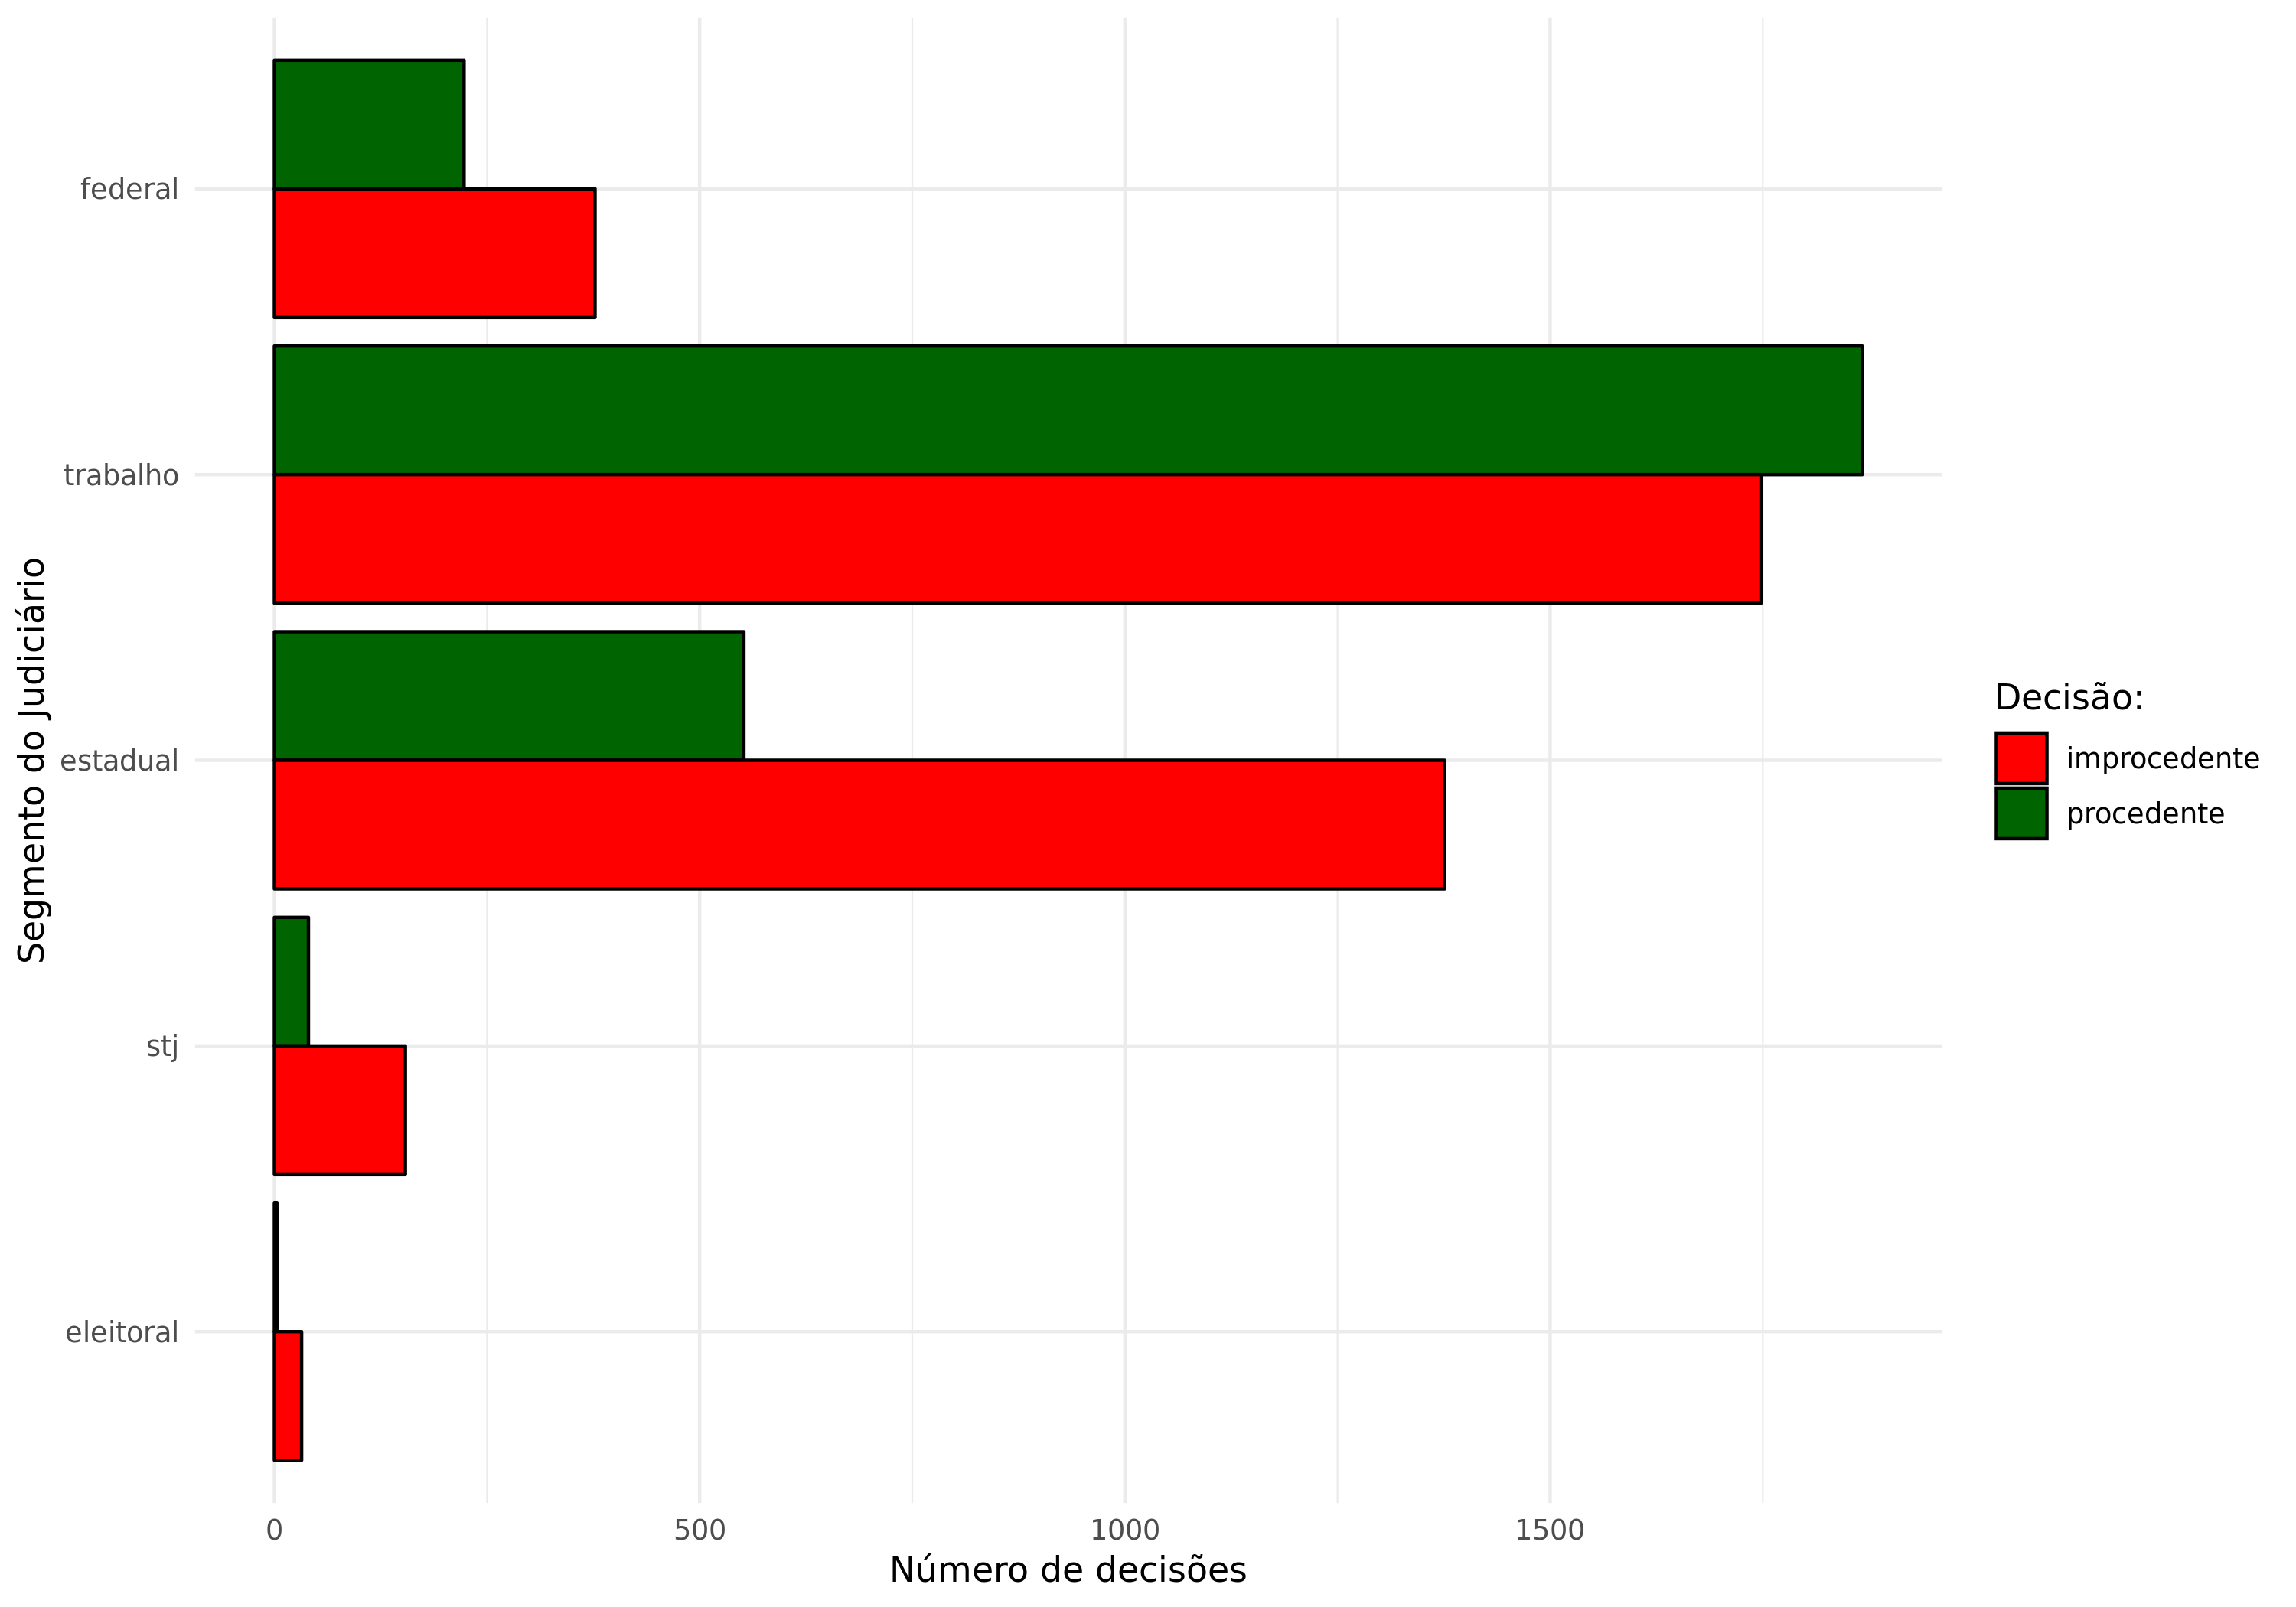 federal
trabalho
estadual
stj
eleitoral
Segmento do Judiciário
0 500 1000 1500
Número de decisões
Decisão:
improcedente
procedente